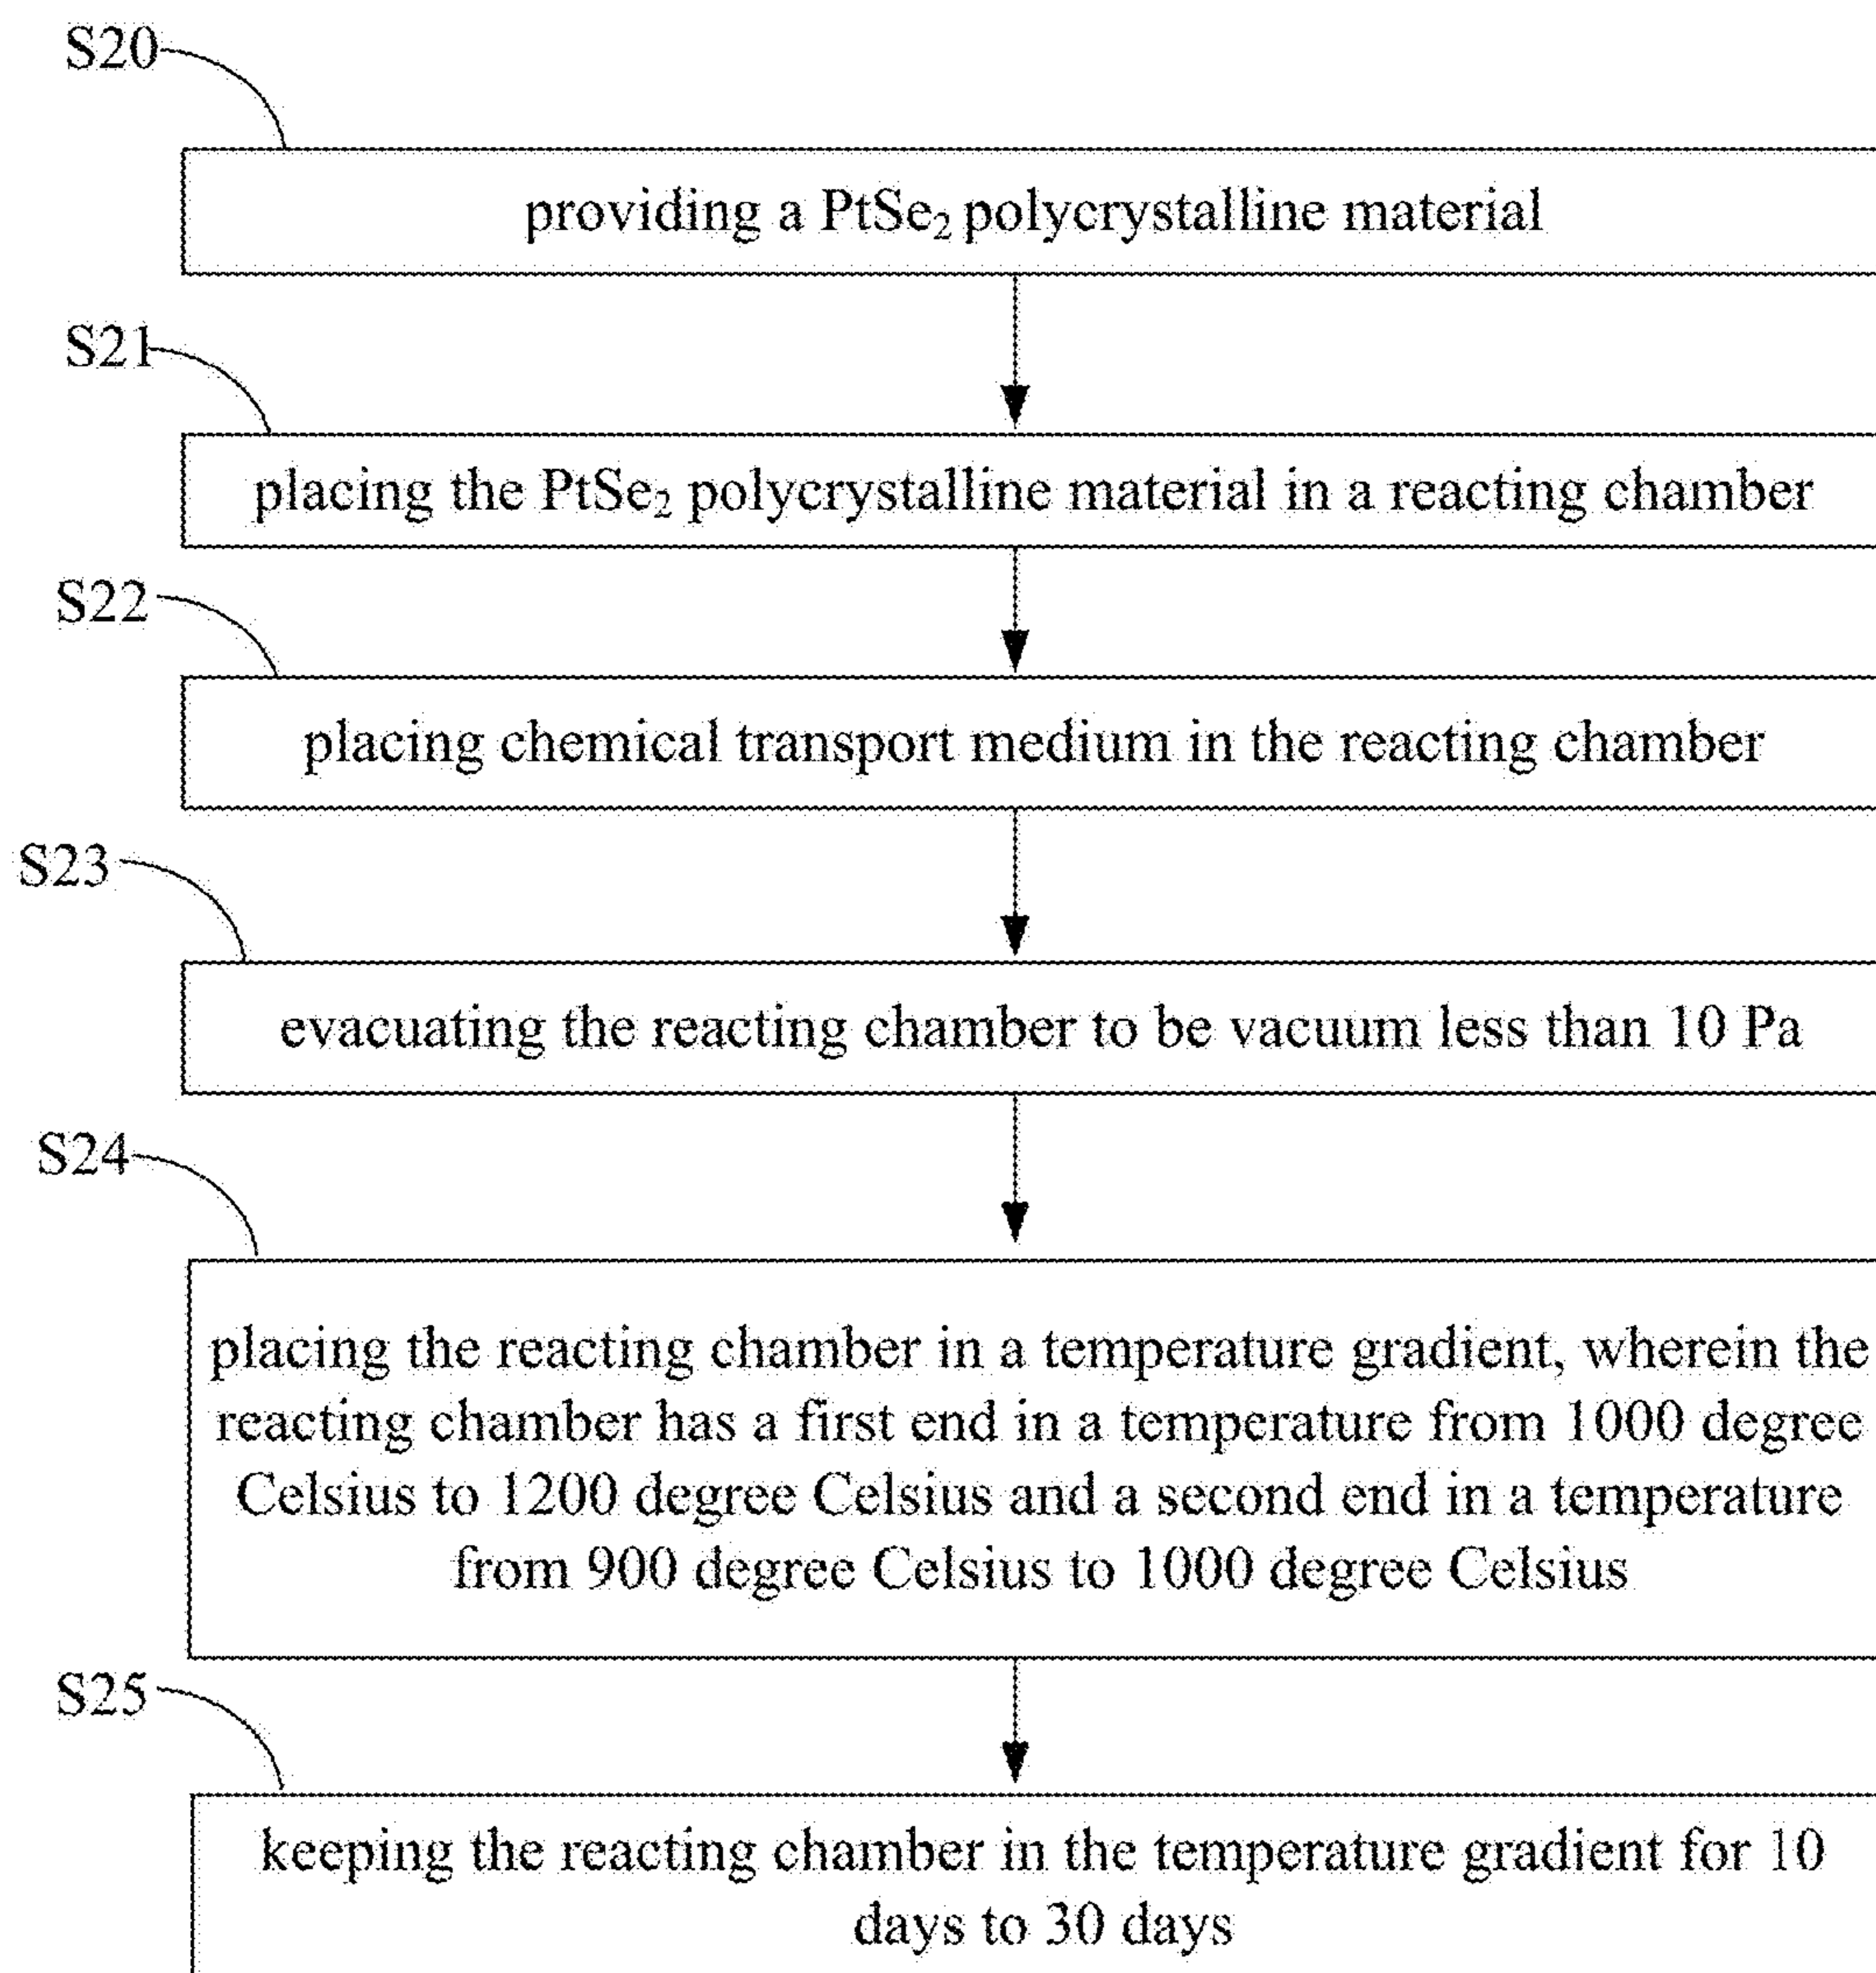 S20
providing a PtSe₂ polycrystalline material
S21
placing the PtSe₂ polycrystalline material in a reacting chamber
S22
placing chemical transport medium in the reacting chamber
S23
evacuating the reacting chamber to be vacuum less than 10 Pa
S24
placing the reacting chamber in a temperature gradient, wherein the
reacting chamber has a first end in a temperature from 1000 degree
Celsius to 1200 degree Celsius and a second end in a temperature
from 900 degree Celsius to 1000 degree Celsius
S25
keeping the reacting chamber in the temperature gradient for 10
days to 30 days